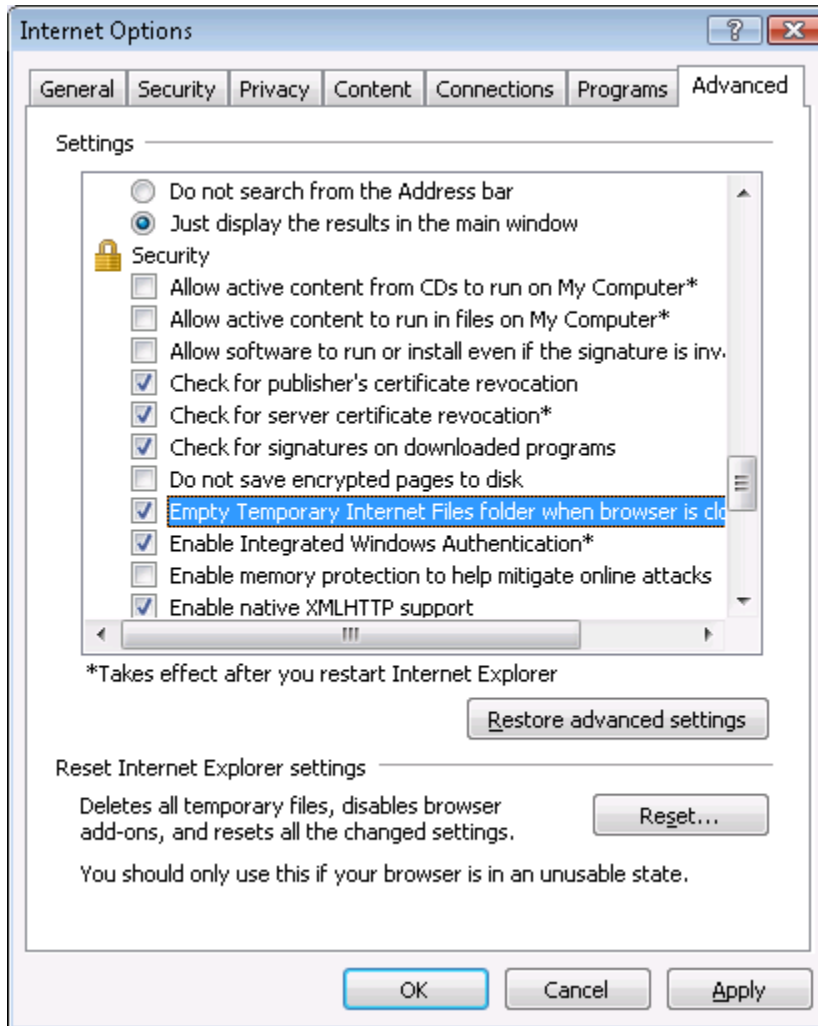 Internet Options
General Security Privacy Content Connections Programs Advanced
Settings
Do not search from the Address bar
Just display the results in the main window
Security
Allow active content from CDs to run on My Computer*
Allow active content to run in files on My Computer*
Allow software to run or install even if the signature is inv
Check for publisher's certificate revocation
Check for server certificate revocation*
Check for signatures on downloaded programs
Do not save encrypted pages to disk
Empty Temporary Internet Files folder when browser is clo
Enable Integrated Windows Authentication*
Enable memory protection to help mitigate online attacks
Enable native XMLHTTP support
*Takes effect after you restart Internet Explorer
Restore advanced settings
Reset Internet Explorer settings
Deletes all temporary files, disables browser
add-ons, and resets all the changed settings.
Reset...
You should only use this if your browser is in an unusable state.
OK Cancel Apply